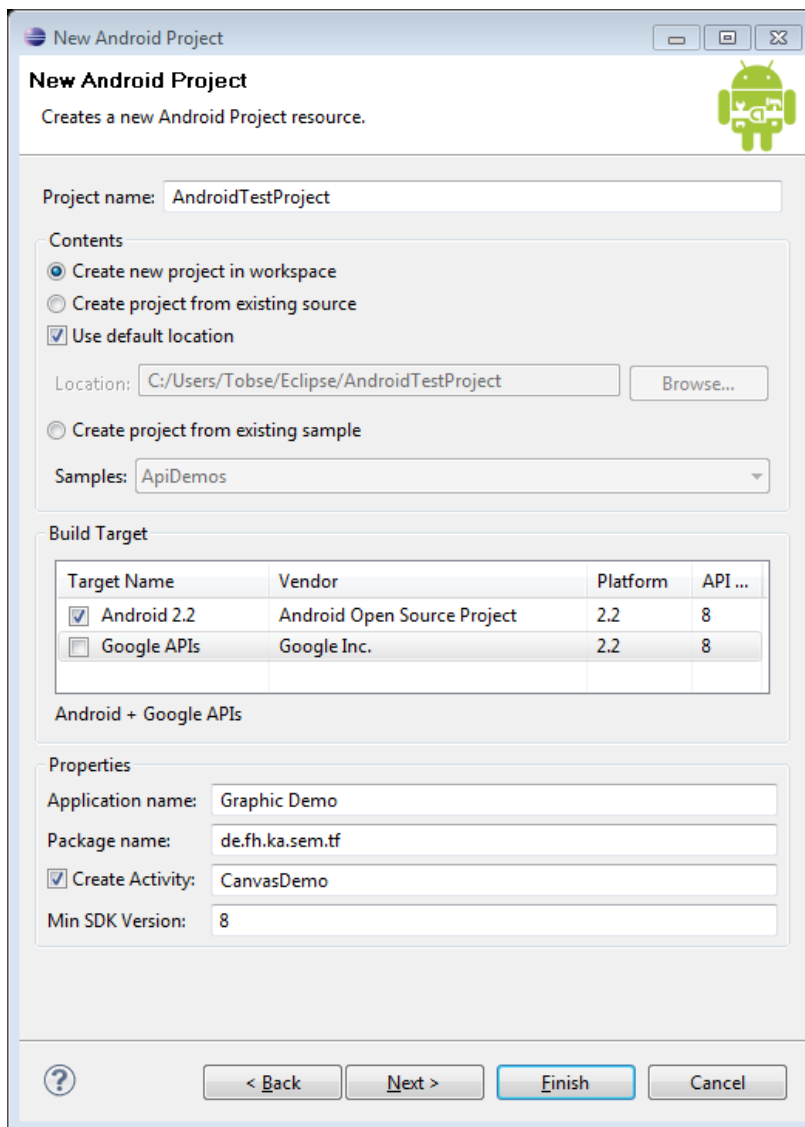 New Android Project
New Android Project
Creates a new Android Project resource.
Project name: AndroidTestProject
Contents
Create new project in workspace
Create project from existing source
Use default location
Location: C:/Users/Tobse/Eclipse/AndroidTestProject Browse...
Create project from existing sample
Samples: ApiDemos
Build Target
Target Name Vendor Platform API ...
Android 2.2 Android Open Source Project 2.2 8
Google APIs Google Inc. 2.2 8
Android + Google APIs
Properties
Application name: Graphic Demo
Package name: de.fh.ka.sem.tf
Create Activity: CanvasDemo
Min SDK Version: 8
? < Back Next > Finish Cancel